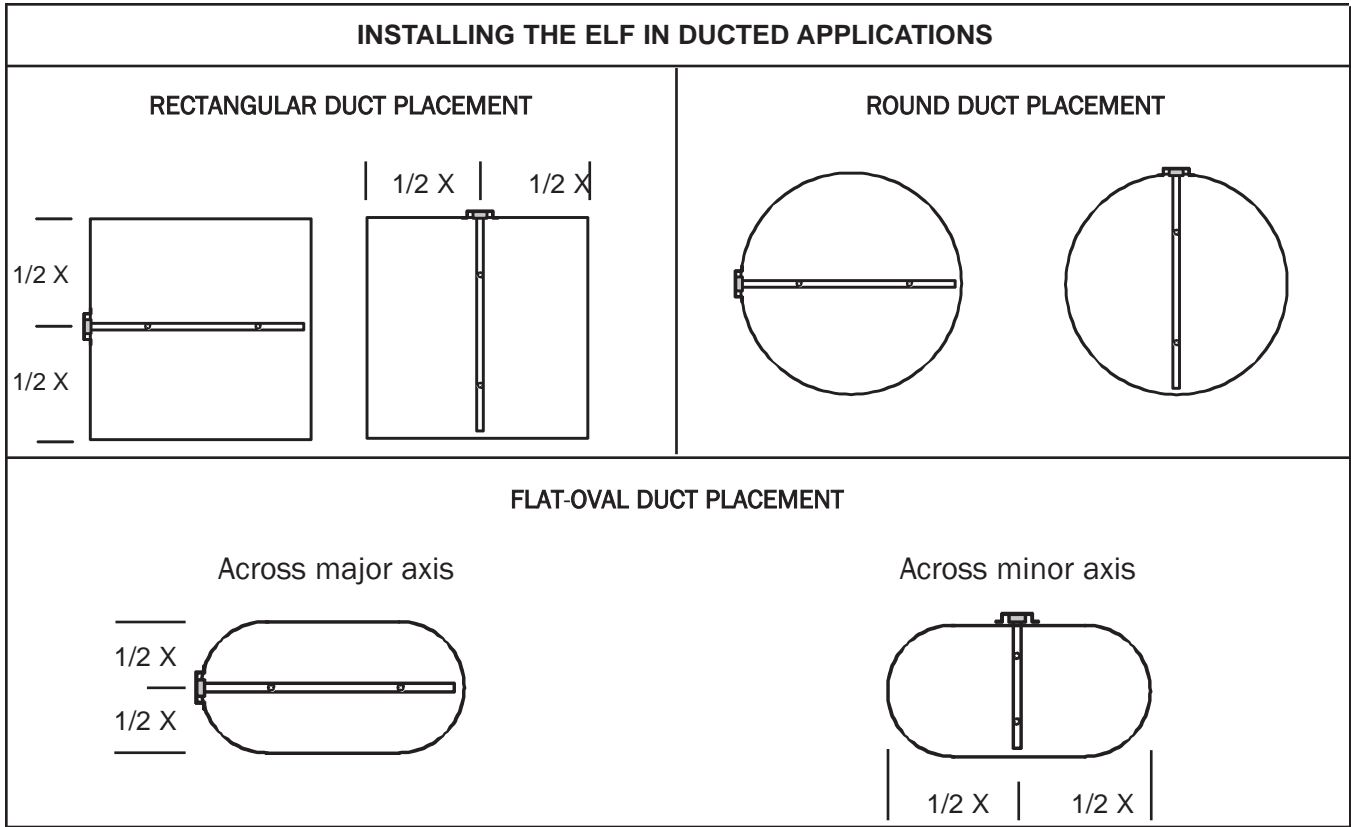 INSTALLING THE ELF IN DUCTED APPLICATIONS
RECTANGULAR DUCT PLACEMENT
1/2 X 1/2 X
1/2 X
1/2 X
ROUND DUCT PLACEMENT
FLAT-OVAL DUCT PLACEMENT
Across major axis
1/2 X
1/2 X
Across minor axis
1/2 X 1/2 X